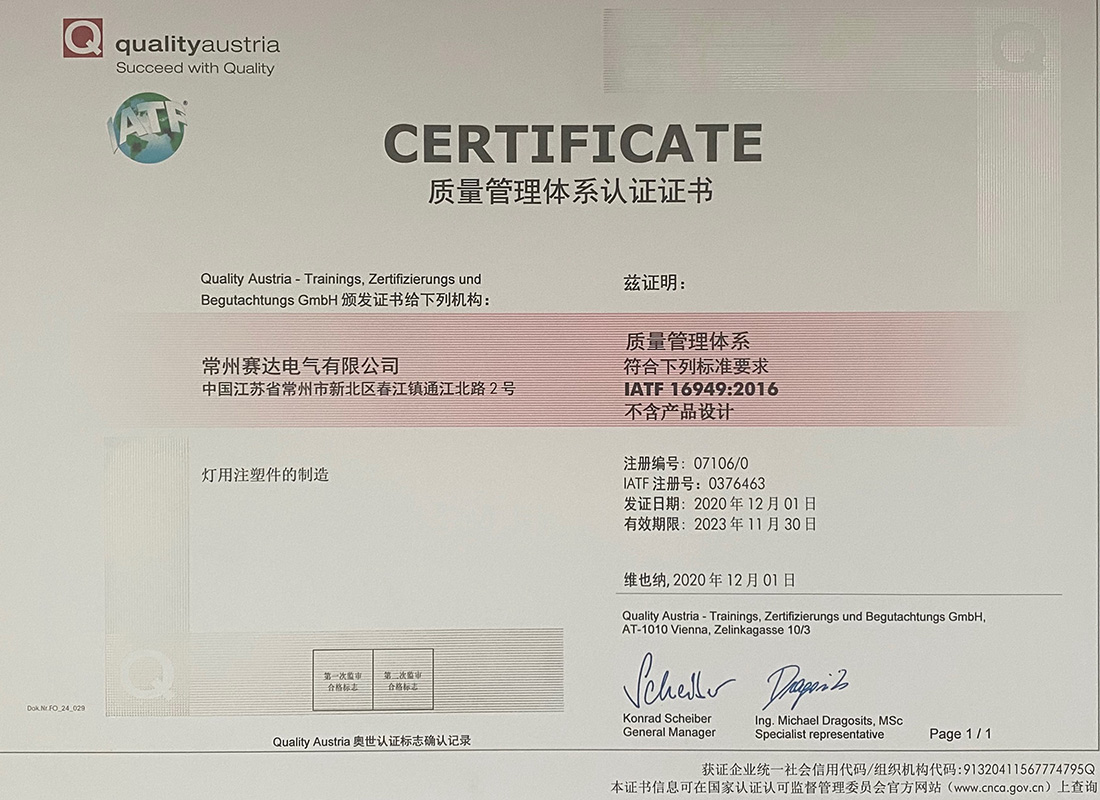 Q qualityaustria
Succeed with Quality
IATF®
CERTIFICATE
质量管理体系认证证书
Quality Austria - Trainings, Zertifizierungs und
Begutachtungs GmbH 颁发证书给下列机构：
常州赛达电气有限公司
中国江苏省常州市新北区春江镇通江北路 2 号
灯用注塑件的制造
兹证明：
质量管理体系
符合下列标准要求
IATF 16949:2016
不含产品设计
注册编号：07106/0
IATF 注册号：0376463
发证日期：2020 年 12 月 01 日
有效期限：2023 年 11 月 30 日
维也纳, 2020 年 12 月 01 日
Quality Austria - Trainings, Zertifizierungs und Begutachtungs GmbH,
AT-1010 Vienna, Zelinkagasse 10/3
Scheiber
Dragosits
Konrad Scheiber
General Manager
Ing. Michael Dragosits, MSc
Specialist representative
Page 1 / 1
第一次监审
合格标志
第二次监审
合格标志
Dok.Nr.FO_24_029
Quality Austria 奥世认证标志确认记录
获证企业统一社会信用代码/组织机构代码:91320411567774795Q
本证书信息可在国家认证认可监督管理委员会官方网站（www.cnca.gov.cn）上查询